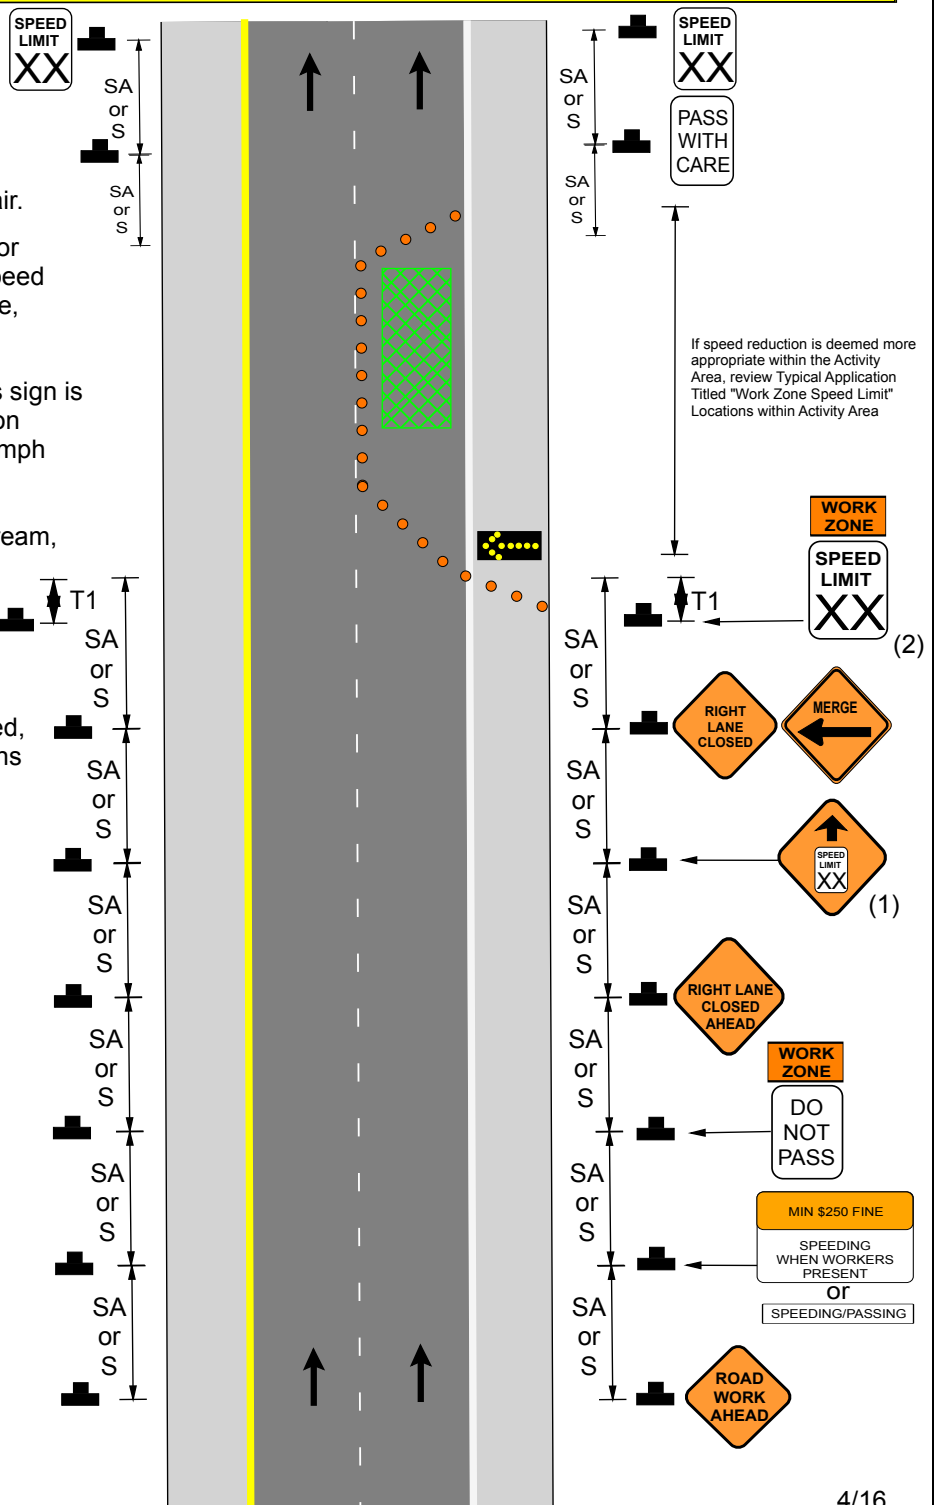 SPEED
LIMIT
XX
SA
or
S
SA
or
S
SPEED
LIMIT
XX
SA
or
S
PASS
WITH
CARE
SA
or
S
air.
or
peed
e,
s sign is
on
mph
ream,
ed,
ns
If speed reduction is deemed more
appropriate within the Activity
Area, review Typical Application
Titled "Work Zone Speed Limit"
Locations within Activity Area
WORK
ZONE
SPEED
LIMIT
XX
(2)
T1
T1
SA
or
S
SA
or
S
RIGHT
LANE
CLOSED
MERGE
SA
or
S
SA
or
S
SPEED
LIMIT
XX
(1)
SA
or
S
SA
or
S
RIGHT LANE
CLOSED
AHEAD
SA
or
S
SA
or
S
WORK
ZONE
DO
NOT
PASS
SA
or
S
SA
or
S
MIN $250 FINE
SPEEDING
WHEN WORKERS
PRESENT
or
SPEEDING/PASSING
SA
or
S
SA
or
S
ROAD
WORK
AHEAD
4/16